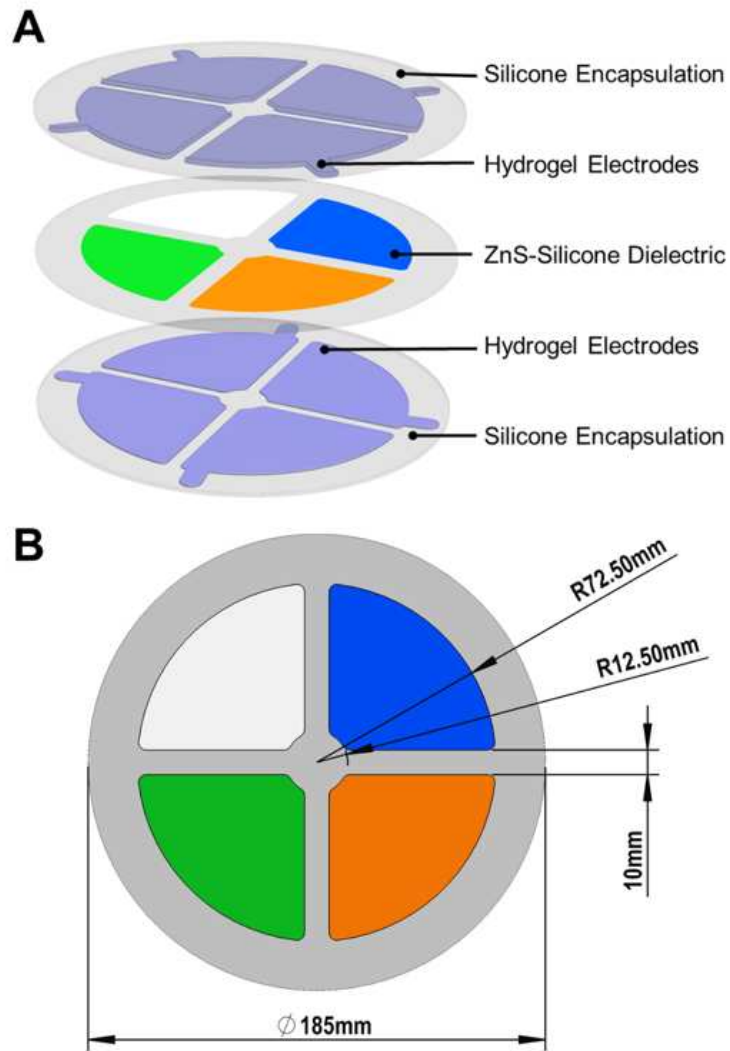 A
Silicone Encapsulation
Hydrogel Electrodes
ZnS-Silicone Dielectric
Hydrogel Electrodes
Silicone Encapsulation
B
R72.50mm
R12.50mm
10mm
∅ 185mm